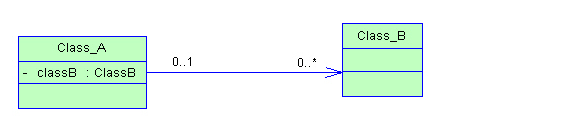 Class_A
- classB : ClassB
0..1
0..*
Class_B